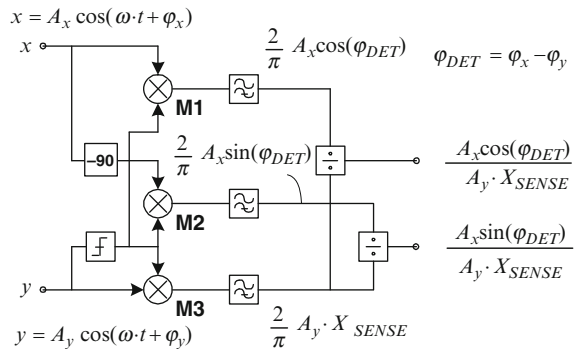 x = A_x cos(ω·t+φ_x)
x
2/π A_x cos(φ_DET)
φ_DET = φ_x − φ_y
M1
−90
2/π A_x sin(φ_DET)
÷
A_x cos(φ_DET) / A_y · X_SENSE
M2
÷
A_x sin(φ_DET) / A_y · X_SENSE
y
M3
y = A_y cos(ω·t+φ_y)
2/π A_y · X_SENSE